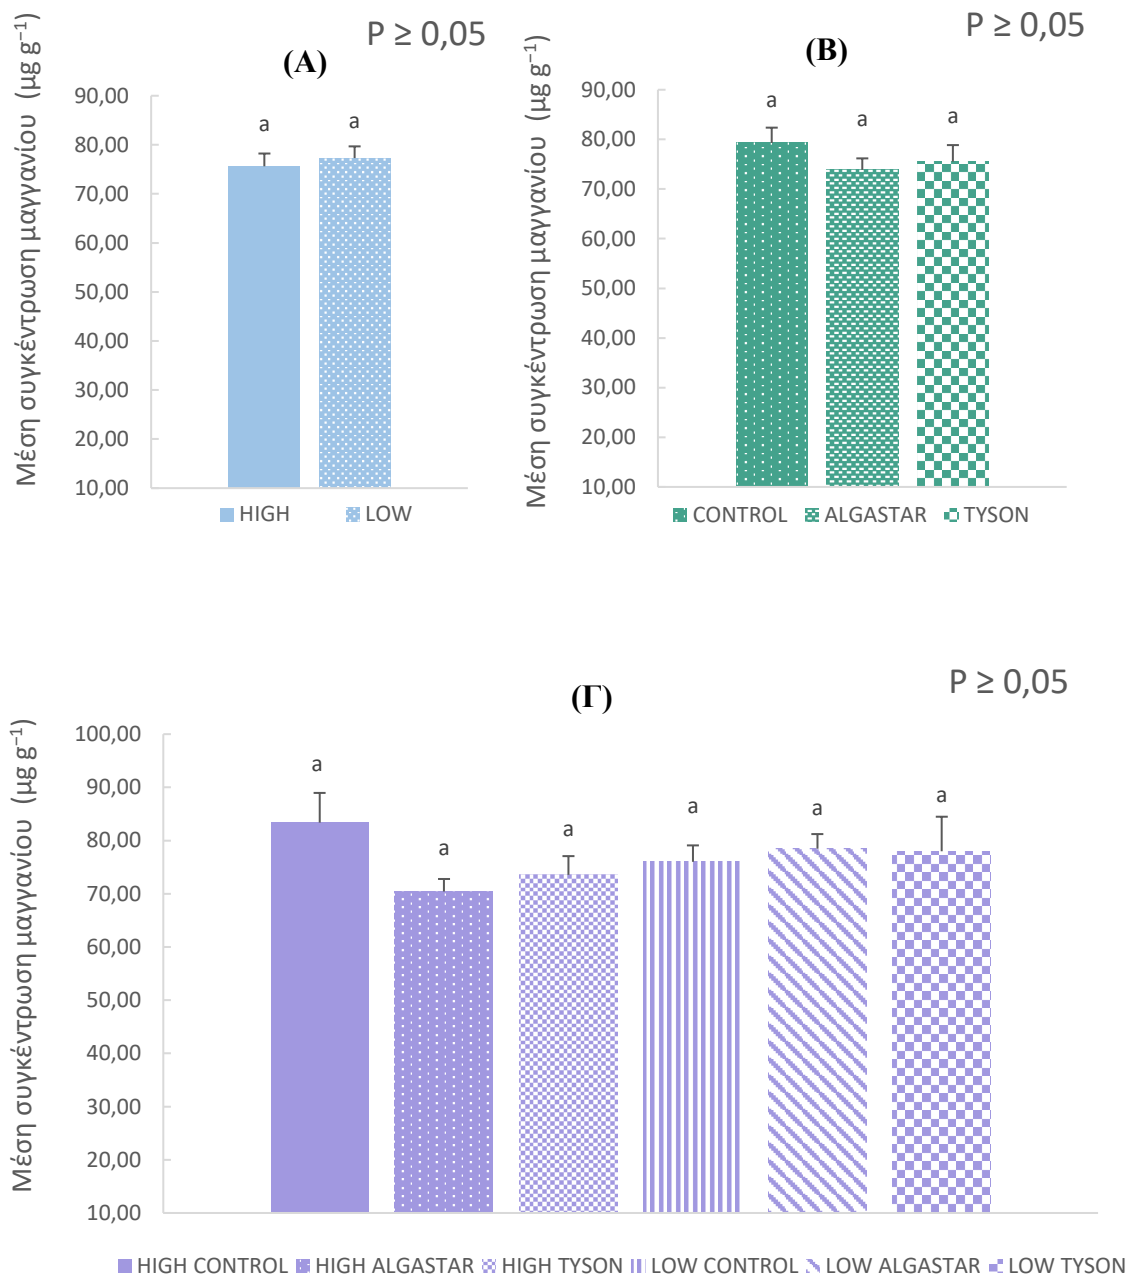 P ≥ 0,05
(Α)
Μέση συγκέντρωση μαγγανίου (μg g⁻¹)
90,00
80,00
70,00
60,00
50,00
40,00
30,00
20,00
10,00
a
a
HIGH
LOW
P ≥ 0,05
(Β)
Μέση συγκέντρωση μαγγανίου (μg g⁻¹)
90,00
80,00
70,00
60,00
50,00
40,00
30,00
20,00
10,00
a
a
a
CONTROL
ALGASTAR
TYSON
P ≥ 0,05
(Γ)
Μέση συγκέντρωση μαγγανίου (μg g⁻¹)
100,00
90,00
80,00
70,00
60,00
50,00
40,00
30,00
20,00
10,00
a
a
a
a
a
a
HIGH CONTROL
HIGH ALGASTAR
HIGH TYSON
LOW CONTROL
LOW ALGASTAR
LOW TYSON